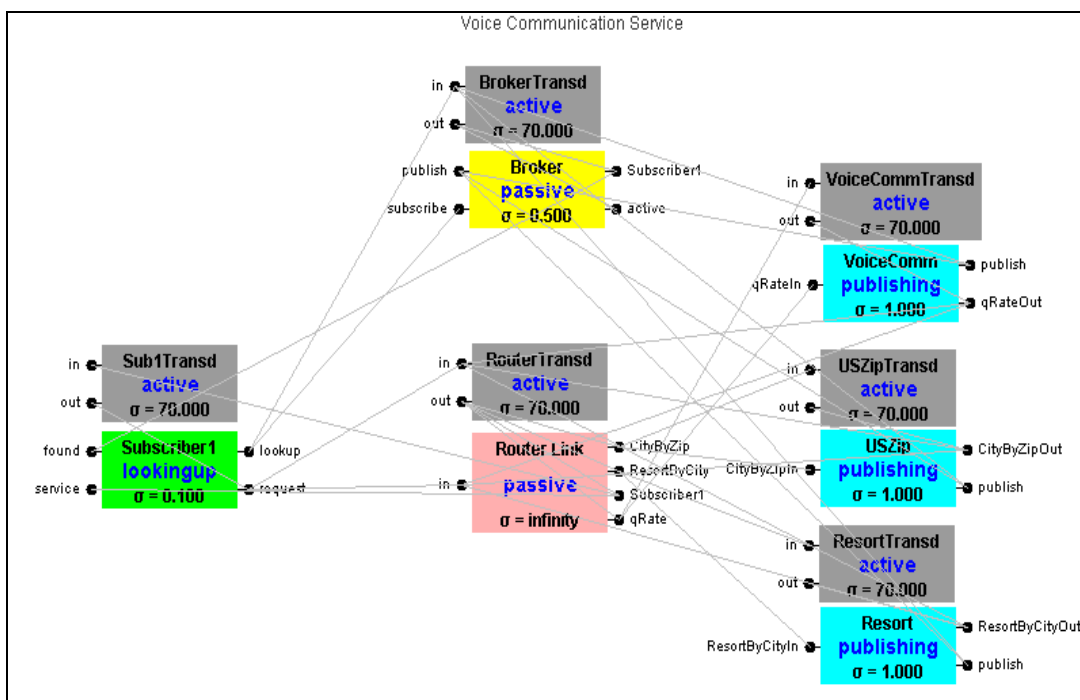 Voice Communication Service
in
BrokerTransd
active
out
σ = 70.000
publish
Broker
Subscriber1
passive
subscribe
active
σ = 0.500
in
VoiceCommTransd
active
out
σ = 70.000
VoiceComm
publish
qRateIn
publishing
qRateOut
σ = 1.000
in
Sub1Transd
active
out
σ = 70.000
found
Subscriber1
lookup
lookingup
service
request
σ = 0.100
in
RouterTransd
active
out
σ = 70.000
Router Link
CityByZip
ResortByCity
in
passive
Subscriber1
qRate
σ = infinity
in
USZipTransd
active
out
σ = 70.000
USZip
CityByZipOut
CityByZipIn
publishing
publish
σ = 1.000
in
ResortTransd
active
out
σ = 70.000
Resort
ResortByCityOut
ResortByCityIn
publishing
publish
σ = 1.000